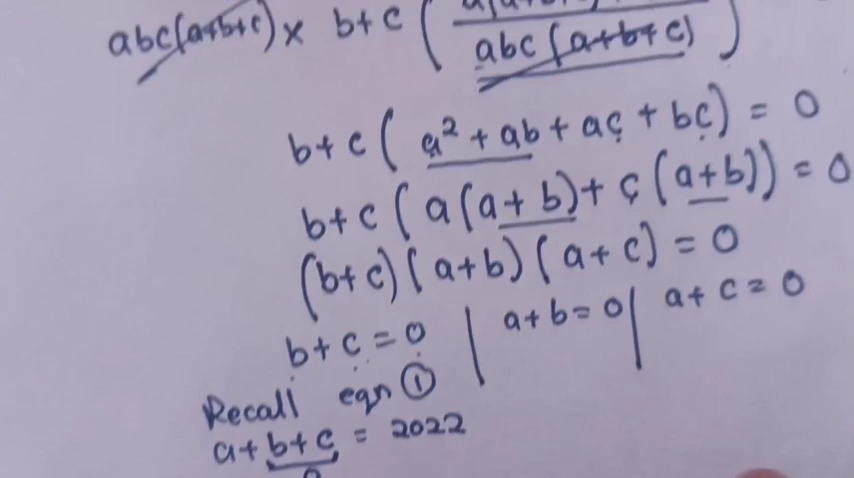 abc(a+b+c) x b+c ( / abc (a+b+c) )
b+c ( a² + ab + ac + bc) = 0
b+c ( a(a+b)+ c (a+b)) = 0
(b+c)(a+b)(a+c) = 0
b+c = 0 | a+b = 0 | a+c = 0
Recall eqn ①
a+b+c = 2022